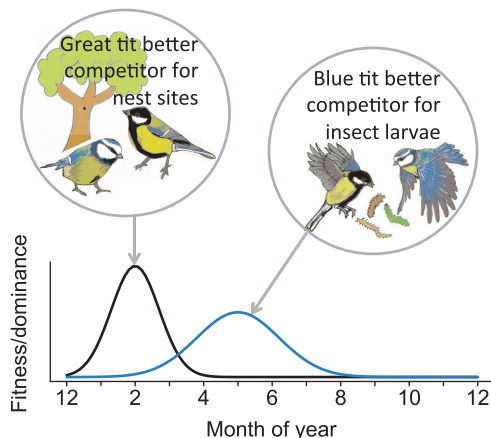 Great tit better
competitor for
nest sites
Blue tit better
competitor for
insect larvae
Fitness/dominance
12 2 4 6 8 10 12
Month of year